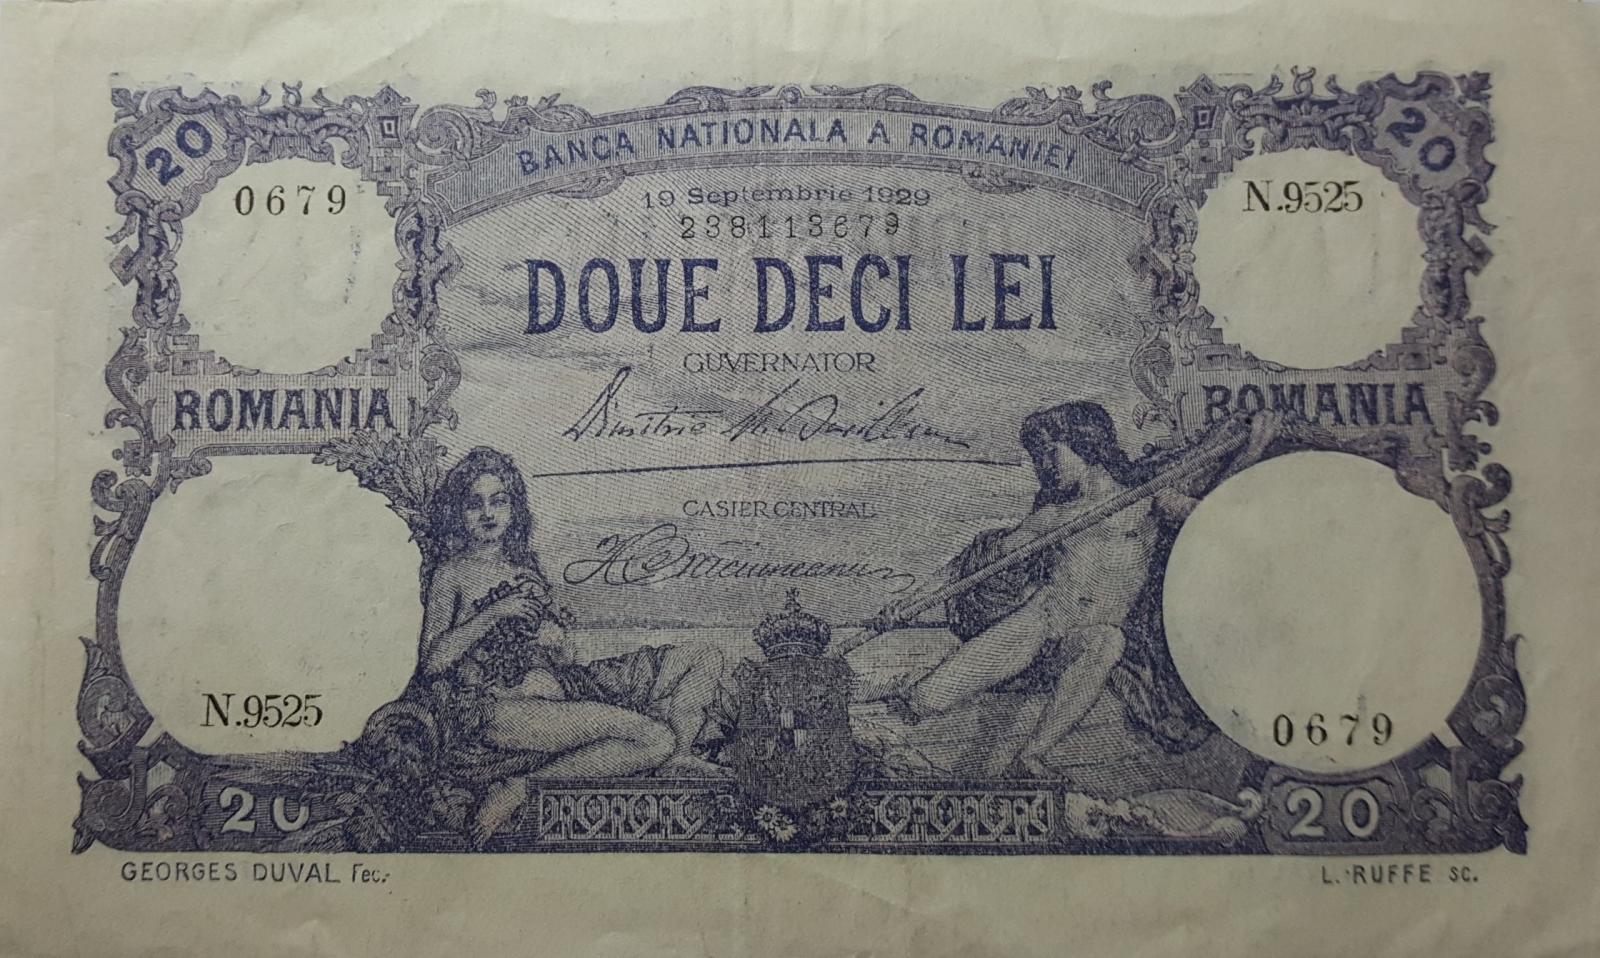 20
20
BANCA NATIONALA A ROMANIEI
0679
19 Septembrie 1929
N.9525
238113679
DOUE DECI LEI
GUVERNATOR
ROMANIA
ROMANIA
Dimitrie
CASIER CENTRAL
N.9525
0679
20
20
GEORGES DUVAL Fec.
L. RUFFE SC.